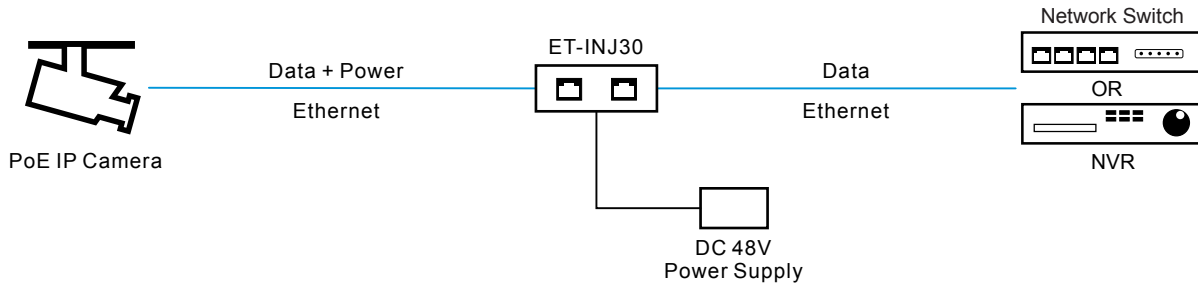 Network Switch
ET-INJ30
Data + Power
Data
OR
Ethernet
Ethernet
PoE IP Camera
NVR
DC 48V
Power Supply